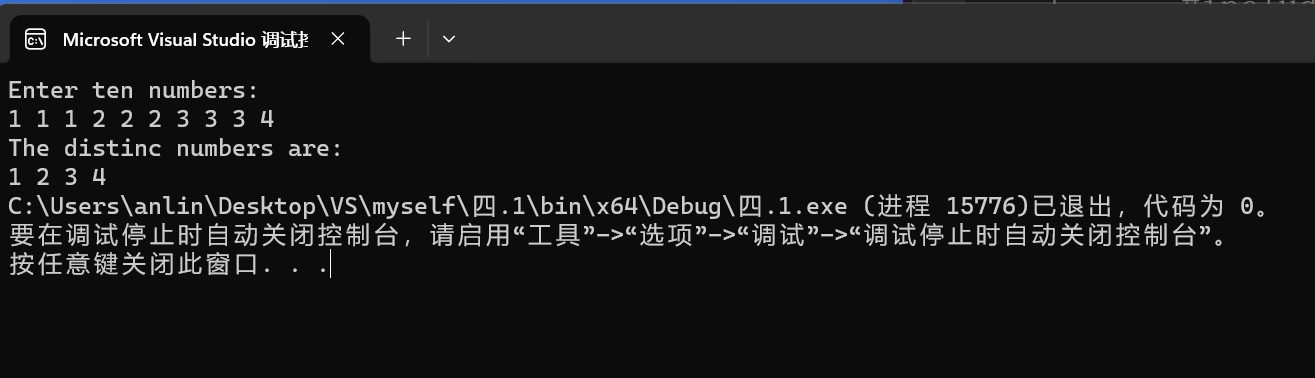 Microsoft Visual Studio 调试
Enter ten numbers:
1 1 1 2 2 2 3 3 3 4
The distinc numbers are:
1 2 3 4
C:\Users\anlin\Desktop\VS\myself\四.1\bin\x64\Debug\四.1.exe (进程 15776)已退出，代码为 0。
要在调试停止时自动关闭控制台，请启用“工具”->“选项”->“调试”->“调试停止时自动关闭控制台”。
按任意键关闭此窗口. . .